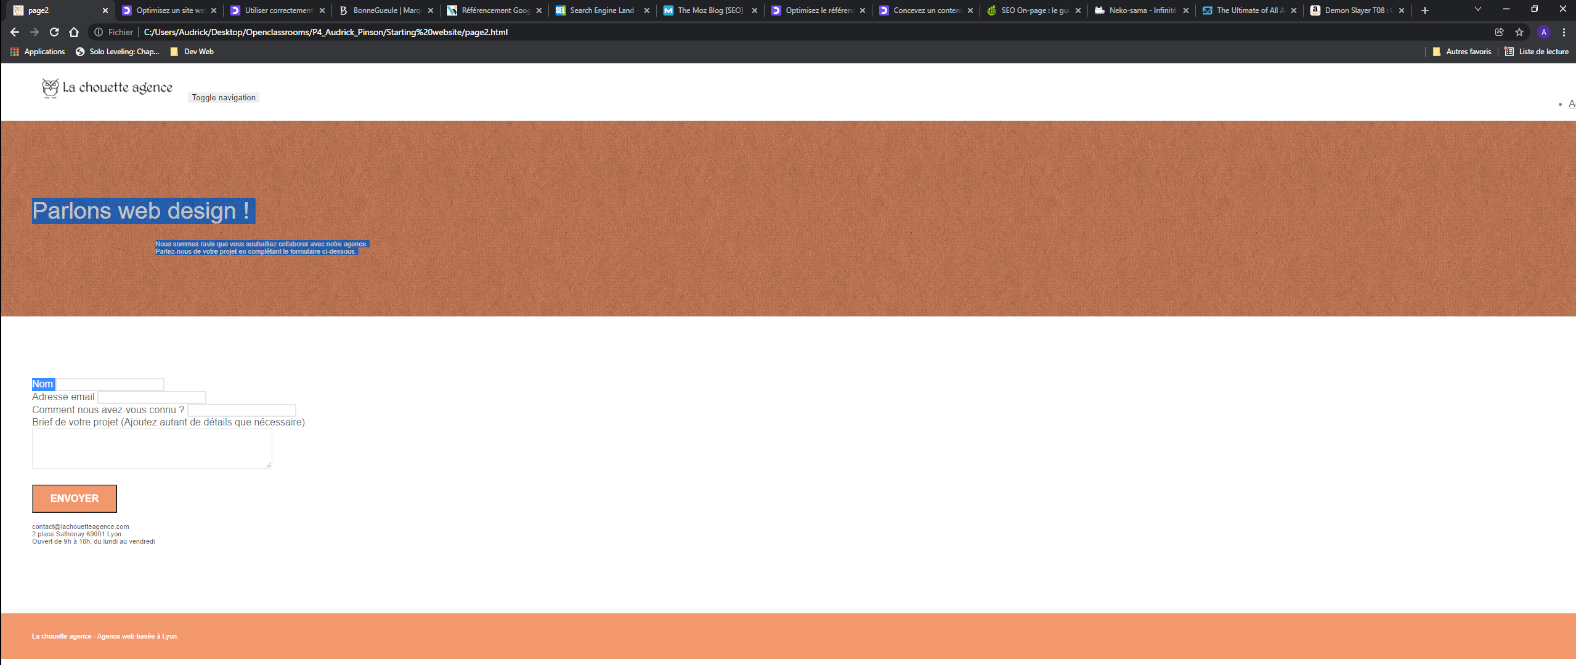 page2
Optimisez un site we
Utiliser correctement
BonneGueule | Marq
Référencement Goog
Search Engine Land
The Moz Blog [SEO]
Optimisez le référen
Concevez un conten
SEO On-page : le gu
Neko-sama - Infinité
The Ultimate of All A
Demon Slayer T08 :
Fichier
C:/Users/Audrick/Desktop/Openclassrooms/P4_Audrick_Pinson/Starting%20website/page2.html
A
Applications
Solo Leveling: Chap...
Dev Web
Autres favoris
Liste de lecture
La chouette agence
Toggle navigation
Parlons web design !
Nous sommes ravis que vous souhaitiez collaborer avec notre agence.
Parlez-nous de votre projet en complétant le formulaire ci-dessous.
Nom
Adresse email
Comment nous avez-vous connu ?
Brief de votre projet (Ajoutez autant de détails que nécessaire)
ENVOYER
contact@lachouetteagence.com
2 place Sathonay 69001 Lyon
Ouvert de 9h à 18h, du lundi au vendredi
La chouette agence - Agence web basée à Lyon